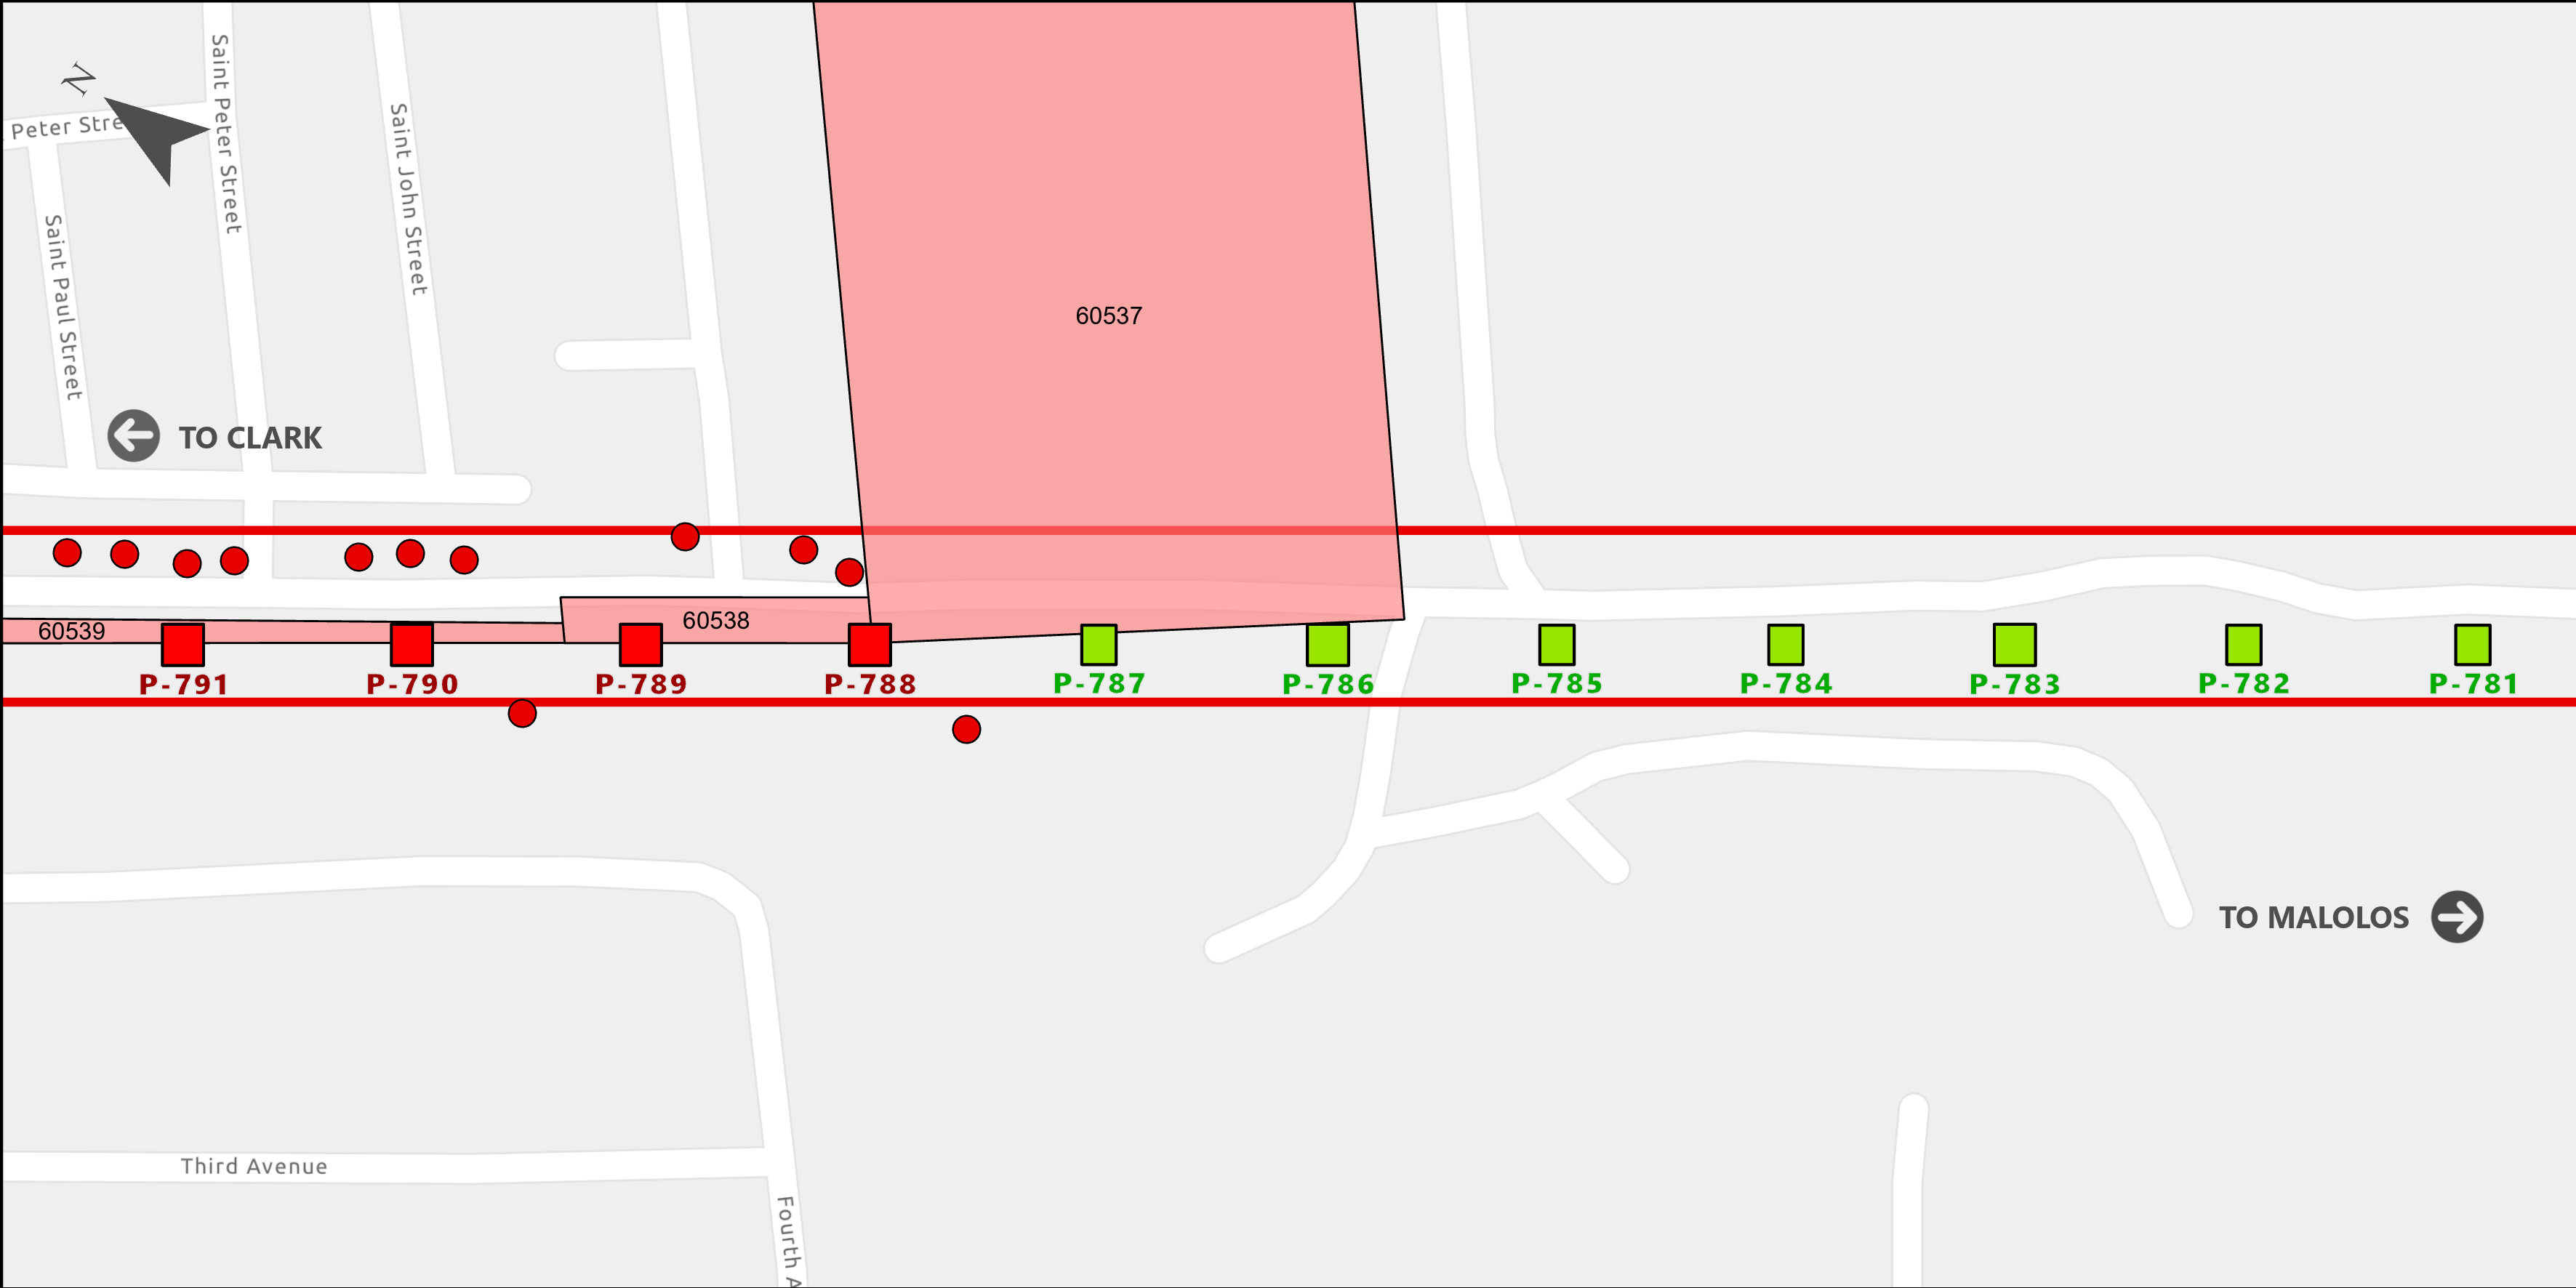 N
Peter Stre
Saint Peter Street
Saint John Street
Saint Paul Street
60537
TO CLARK
60539
60538
P-791
P-790
P-789
P-788
P-787
P-786
P-785
P-784
P-783
P-782
P-781
TO MALOLOS
Third Avenue
Fourth A